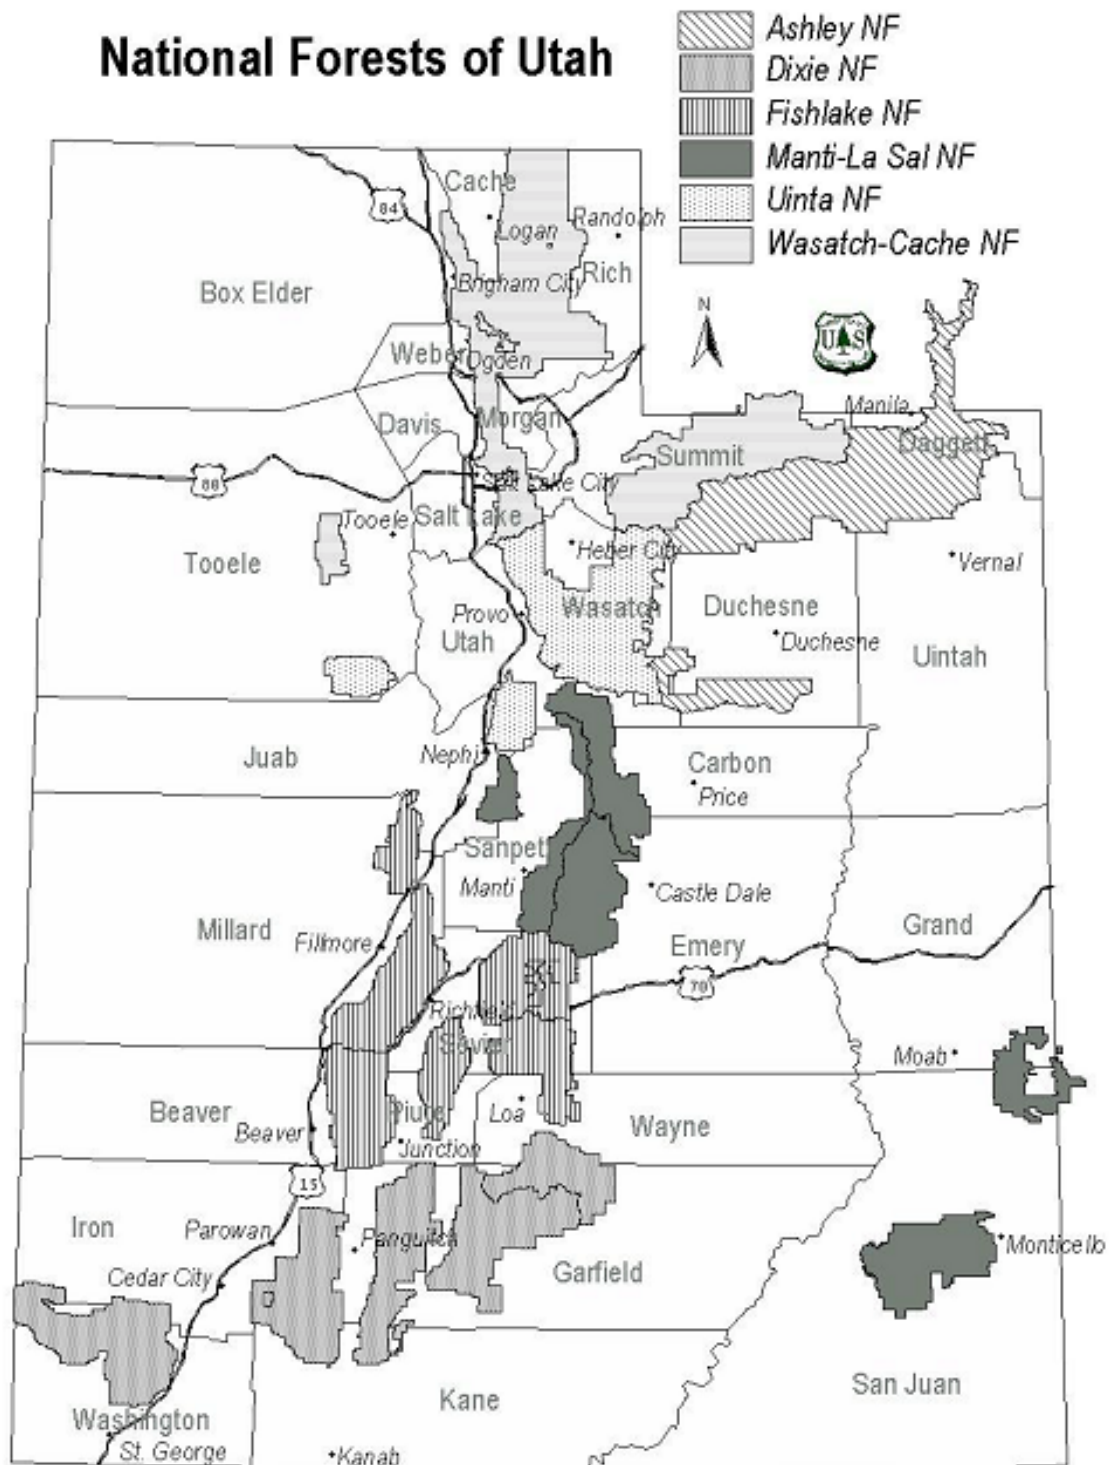 National Forests of Utah
Ashley NF
Dixie NF
Fishlake NF
Manti-La Sal NF
Uinta NF
Wasatch-Cache NF
Cache
84
Logan
Randolph
Rich
Box Elder
Brigham City
N
U S
Weber
Ogden
Manila
Davis
Morgan
Daggett
Summit
80
Salt Lake City
Tooele
Salt Lake
Heber City
Tooele
Vernal
Provo
Wasatch
Duchesne
Utah
Duchesne
Uintah
Juab
Nephi
Carbon
Price
Sanpet
Manti
Castle Dale
Millard
Fillmore
Emery
Grand
70
Richfield
Sevier
Moab
Beaver
Beaver
Piute
Loa
Wayne
Junction
15
Iron
Parowan
Panguitch
Monticello
Cedar City
Garfield
San Juan
Kane
Washington
St. George
Kanab